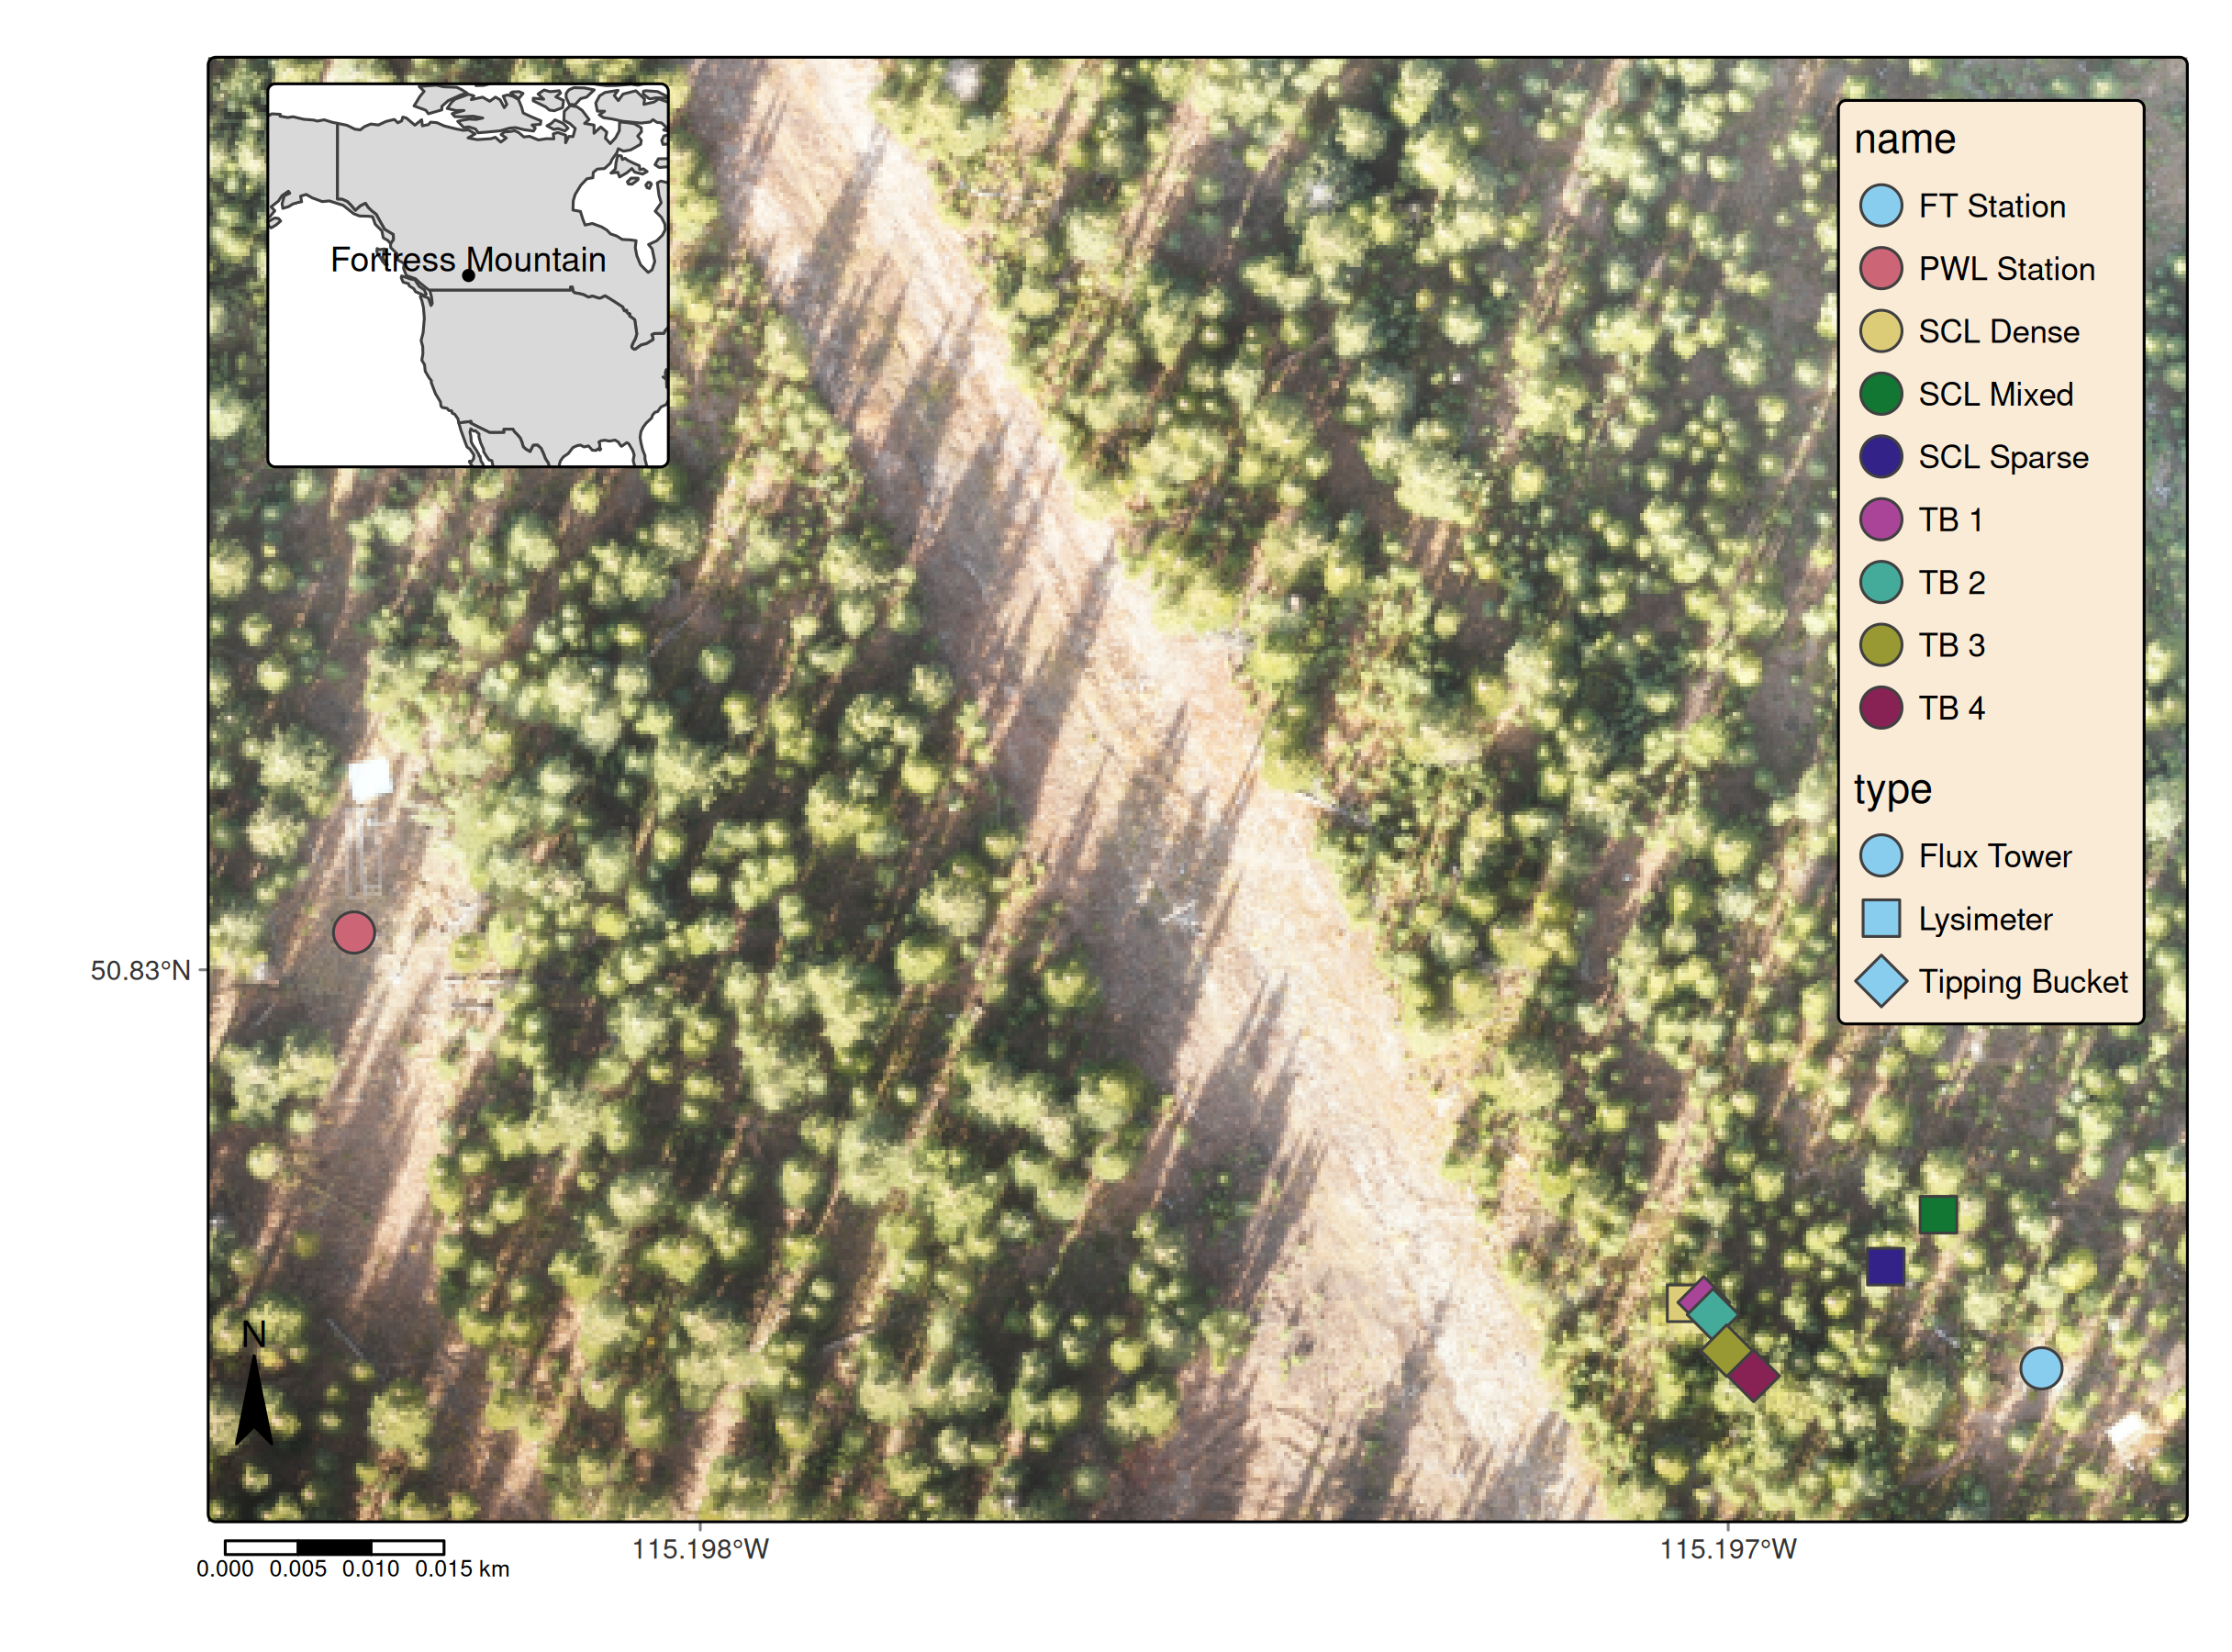 Fortress Mountain
name
FT Station
PWL Station
SCL Dense
SCL Mixed
SCL Sparse
TB 1
TB 2
TB 3
TB 4
type
Flux Tower
Lysimeter
Tipping Bucket
50.83°N
N
115.198°W
115.197°W
0.000 0.005 0.010 0.015 km